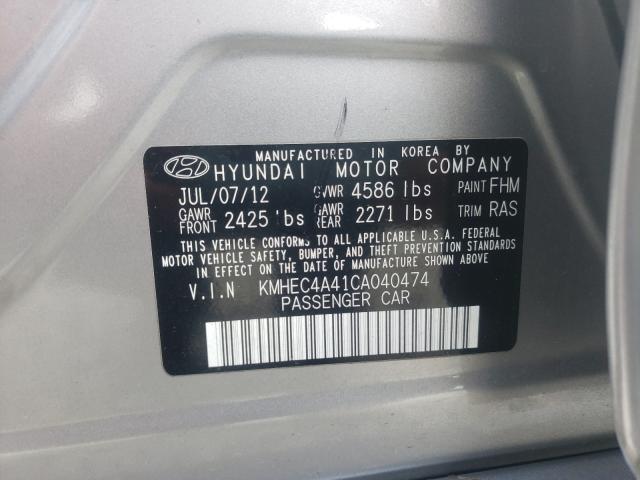 MANUFACTURED IN KOREA BY
HYUNDAI MOTOR COMPANY
JUL/07/12 GVWR 4586 lbs PAINT FHM
GAWR FRONT 2425 lbs GAWR REAR 2271 lbs TRIM RAS
THIS VEHICLE CONFORMS TO ALL APPLICABLE U.S.A. FEDERAL
MOTOR VEHICLE SAFETY, BUMPER, AND THEFT PREVENTION STANDARDS
IN EFFECT ON THE DATE OF MANUFACTURE SHOWN ABOVE
V.I.N KMHEC4A41CA040474
PASSENGER CAR